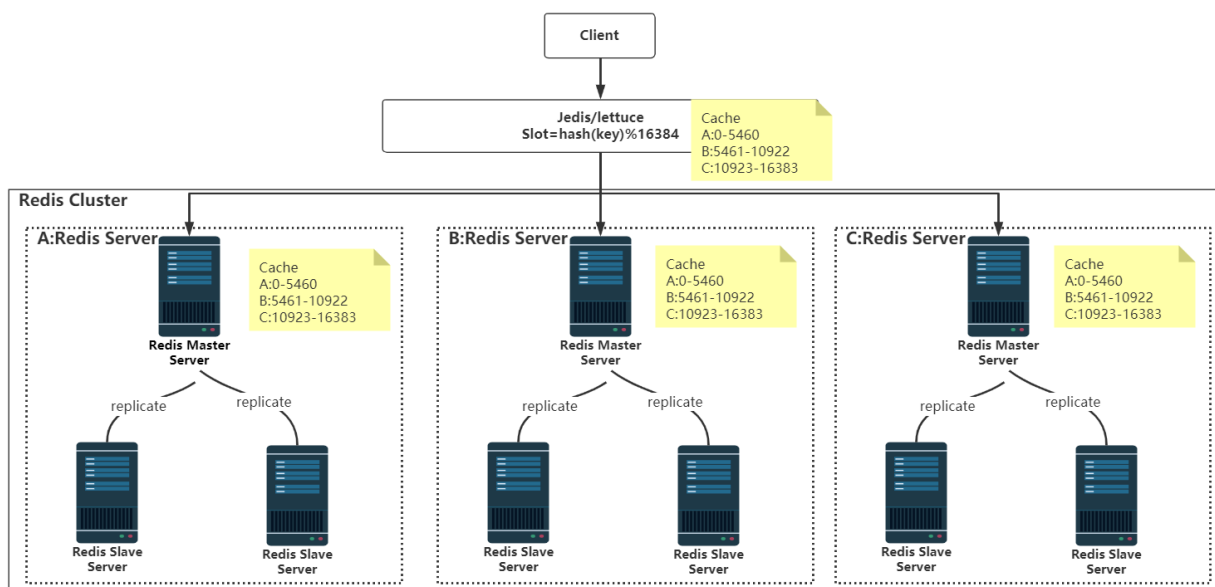 Client
Jedis/lettuce
Slot=hash(key)%16384
Cache
A:0-5460
B:5461-10922
C:10923-16383
Redis Cluster
A:Redis Server
Cache
A:0-5460
B:5461-10922
C:10923-16383
Redis Master
Server
replicate
replicate
Redis Slave
Server
Redis Slave
Server
B:Redis Server
Cache
A:0-5460
B:5461-10922
C:10923-16383
Redis Master
Server
replicate
replicate
Redis Slave
Server
Redis Slave
Server
C:Redis Server
Cache
A:0-5460
B:5461-10922
C:10923-16383
Redis Master
Server
replicate
replicate
Redis Slave
Server
Redis Slave
Server